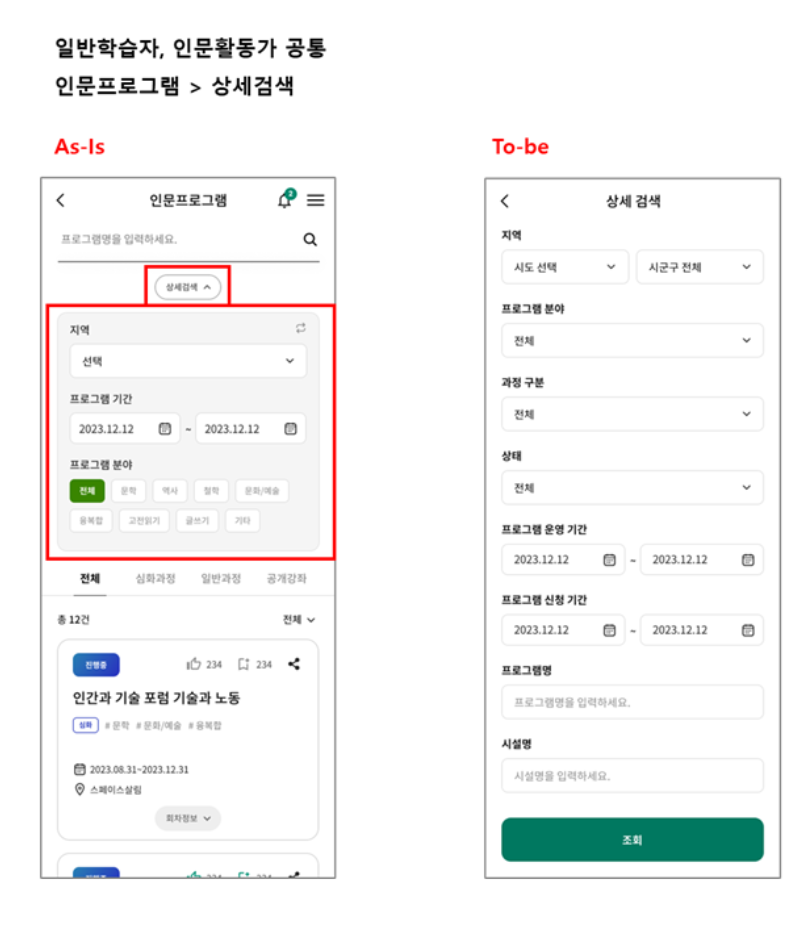 일반학습자, 인문활동가 공통
인문프로그램 > 상세검색
As-Is
인문프로그램
2
프로그램명을 입력하세요.
상세검색
지역
선택
프로그램 기간
2023.12.12 ~ 2023.12.12
프로그램 분야
전체 문학 역사 철학 문화/예술
융복합 고전읽기 글쓰기 기타
전체 심화과정 일반과정 공개강좌
총 12건 전체
진행중 234 234
인간과 기술 포럼 기술과 노동
심화 # 문학 # 문화/예술 # 융복합
2023.08.31~2023.12.31
스페이스살림
회차정보
To-be
상세 검색
지역
시도 선택 시군구 전체
프로그램 분야
전체
과정 구분
전체
상태
전체
프로그램 운영 기간
2023.12.12 ~ 2023.12.12
프로그램 신청 기간
2023.12.12 ~ 2023.12.12
프로그램명
프로그램명을 입력하세요.
시설명
시설명을 입력하세요.
조회